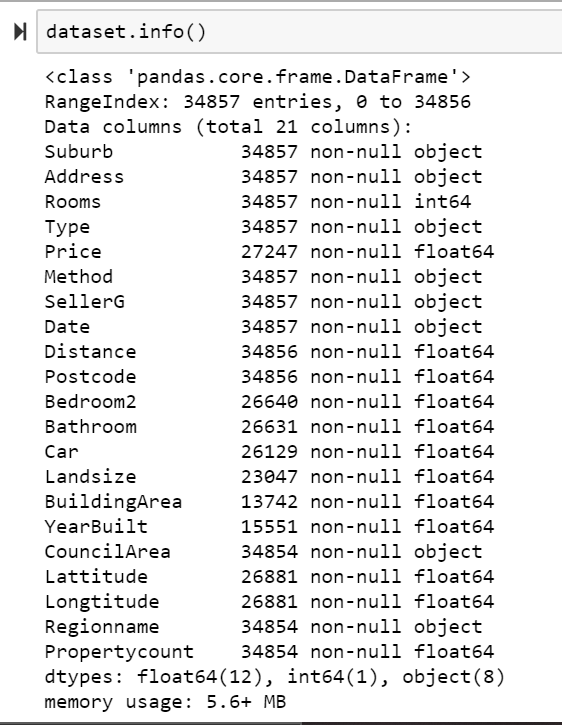 dataset.info()
<class 'pandas.core.frame.DataFrame'>
RangeIndex: 34857 entries, 0 to 34856
Data columns (total 21 columns):
Suburb           34857 non-null object
Address          34857 non-null object
Rooms            34857 non-null int64
Type             34857 non-null object
Price            27247 non-null float64
Method           34857 non-null object
SellerG          34857 non-null object
Date             34857 non-null object
Distance         34856 non-null float64
Postcode         34856 non-null float64
Bedroom2         26640 non-null float64
Bathroom         26631 non-null float64
Car              26129 non-null float64
Landsize         23047 non-null float64
BuildingArea     13742 non-null float64
YearBuilt        15551 non-null float64
CouncilArea      34854 non-null object
Lattitude        26881 non-null float64
Longtitude       26881 non-null float64
Regionname       34854 non-null object
Propertycount    34854 non-null float64
dtypes: float64(12), int64(1), object(8)
memory usage: 5.6+ MB